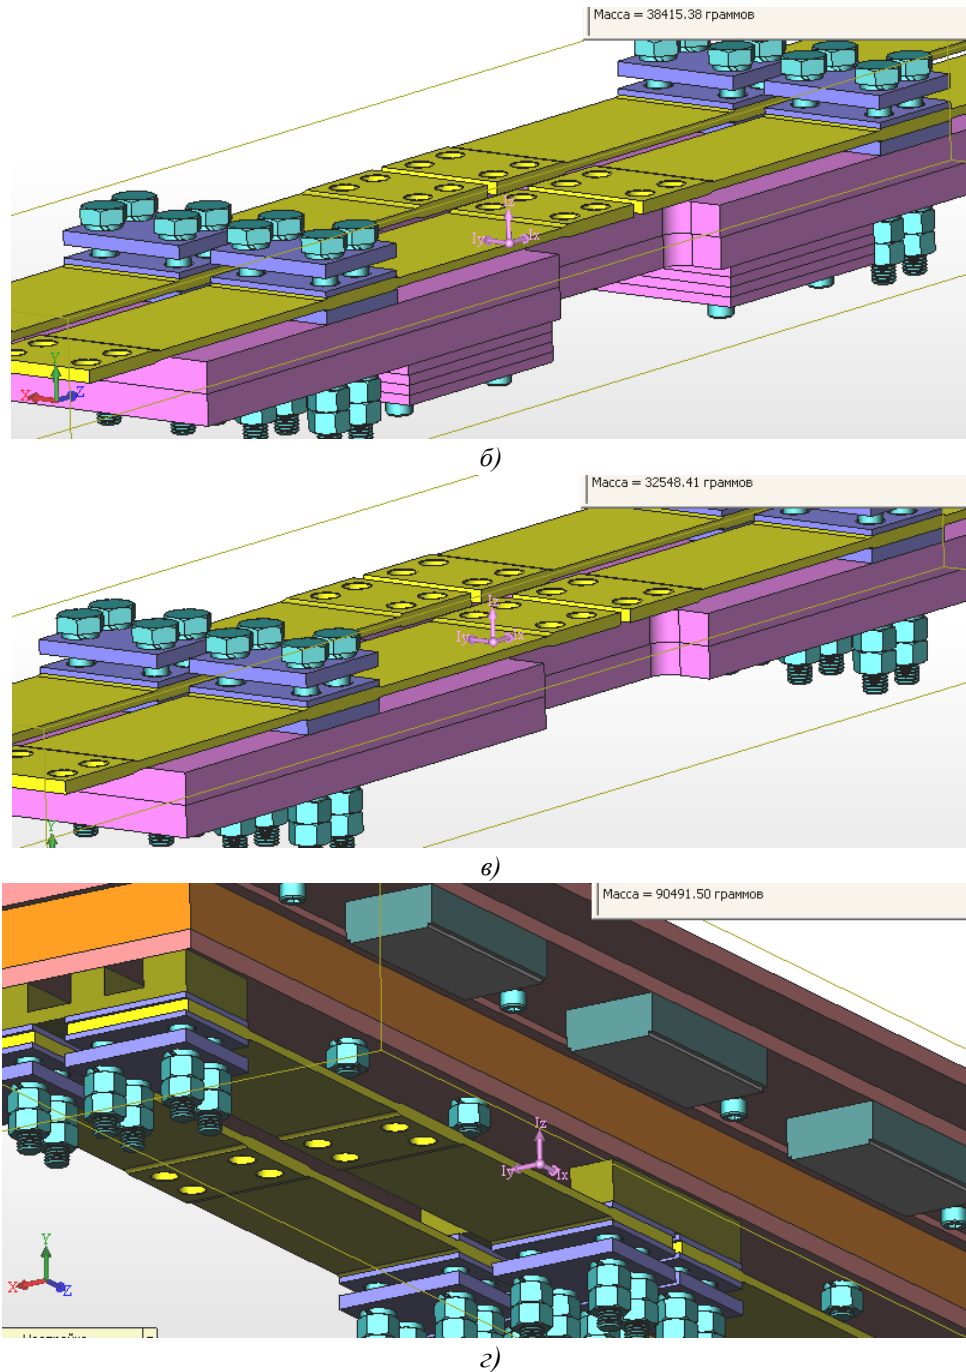 Масса = 38415.38 граммов
Iz
Iy
Ix
Y
X
Z
б)
Масса = 32548.41 граммов
Iz
Iy
Ix
Y
в)
Масса = 90491.50 граммов
Iz
Iy
Ix
Y
X
Z
г)